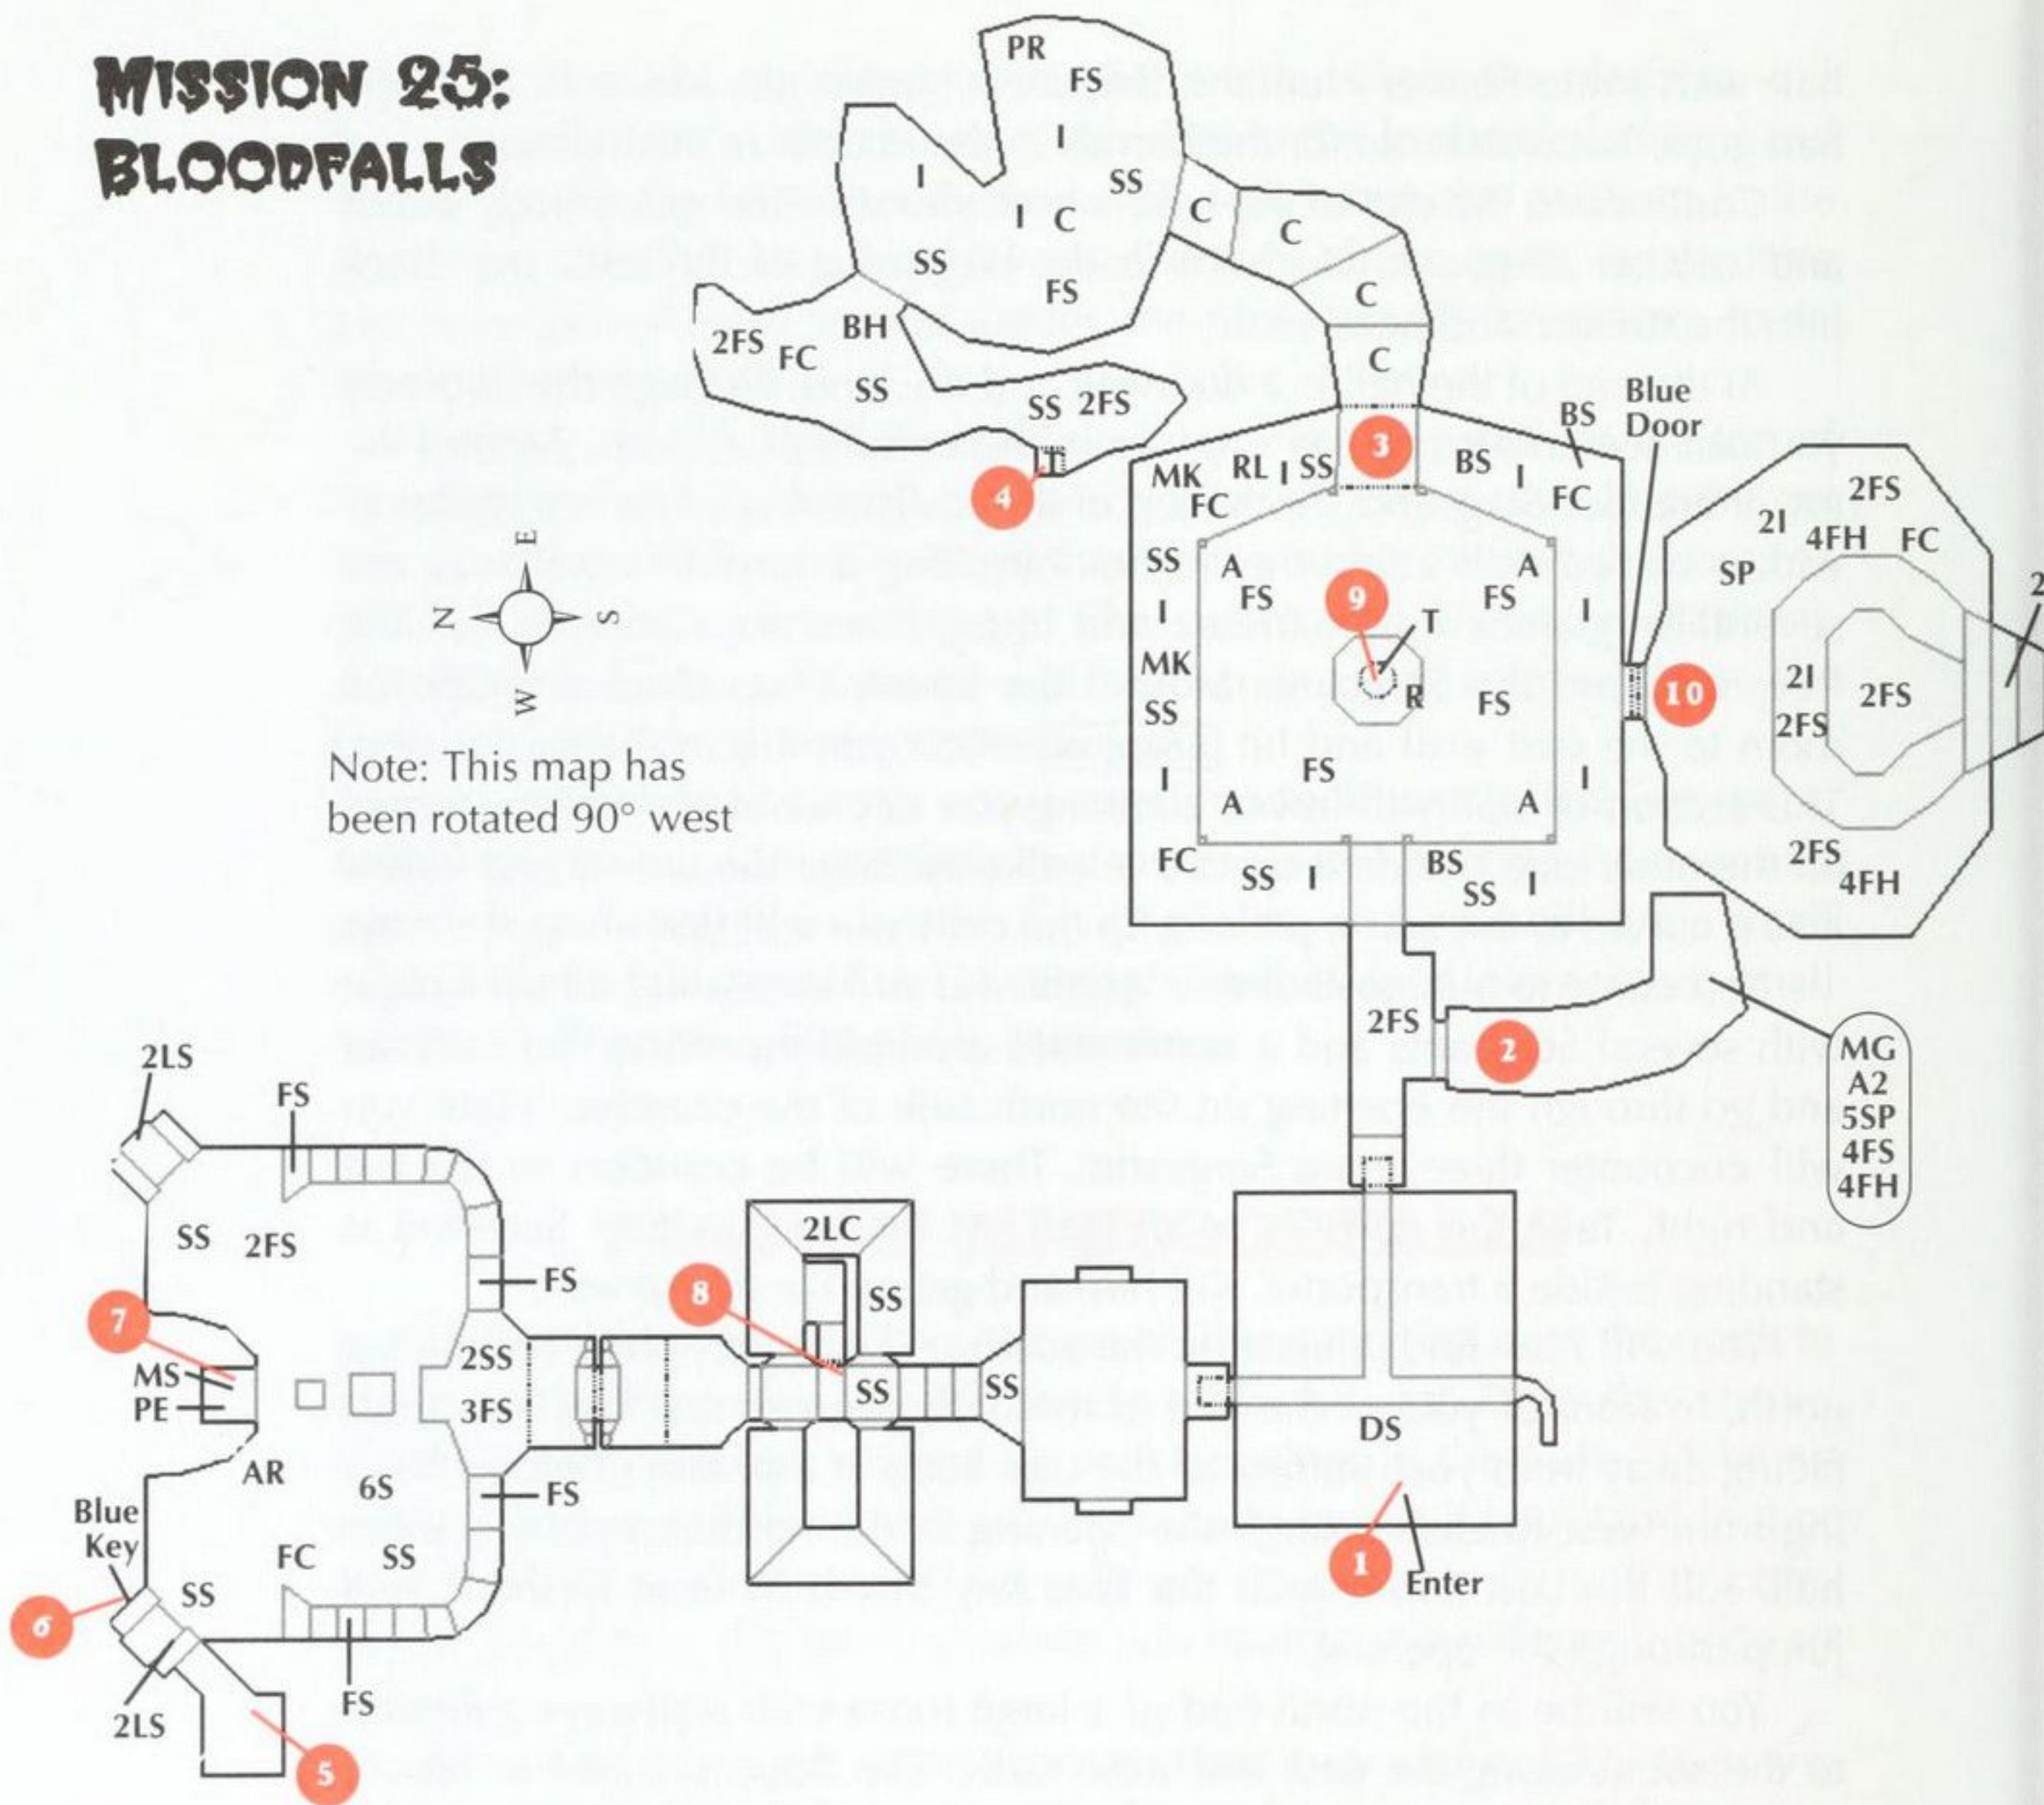 MISSION 25:
BLOODFALLS
PR
FS
I
I
SS
I C
C
C
SS
FS
C
BH
2FS
FC
C
SS
SS 2FS
Blue
Door
BS
3
T
4
MK
RL I SS
BS
I
FC
FC
2FS
2I
4FH
FC
SP
E
N
S
W
SS
A
FS
A
FS
I
I
9
T
2
MK
R
FS
SS
10
2I
2FS
2FS
Note: This map has
been rotated 90° west
I
FS
I
A
A
FC
SS
I
BS
SS
I
2FS
4FH
2FS
2
MG
A2
5SP
4FS
4FH
2LS
FS
SS
2FS
FS
8
2LC
SS
7
MS
PE
2SS
3FS
SS
SS
DS
AR
6S
FS
Blue
Key
FC
SS
SS
1
Enter
6
2LS
FS
5